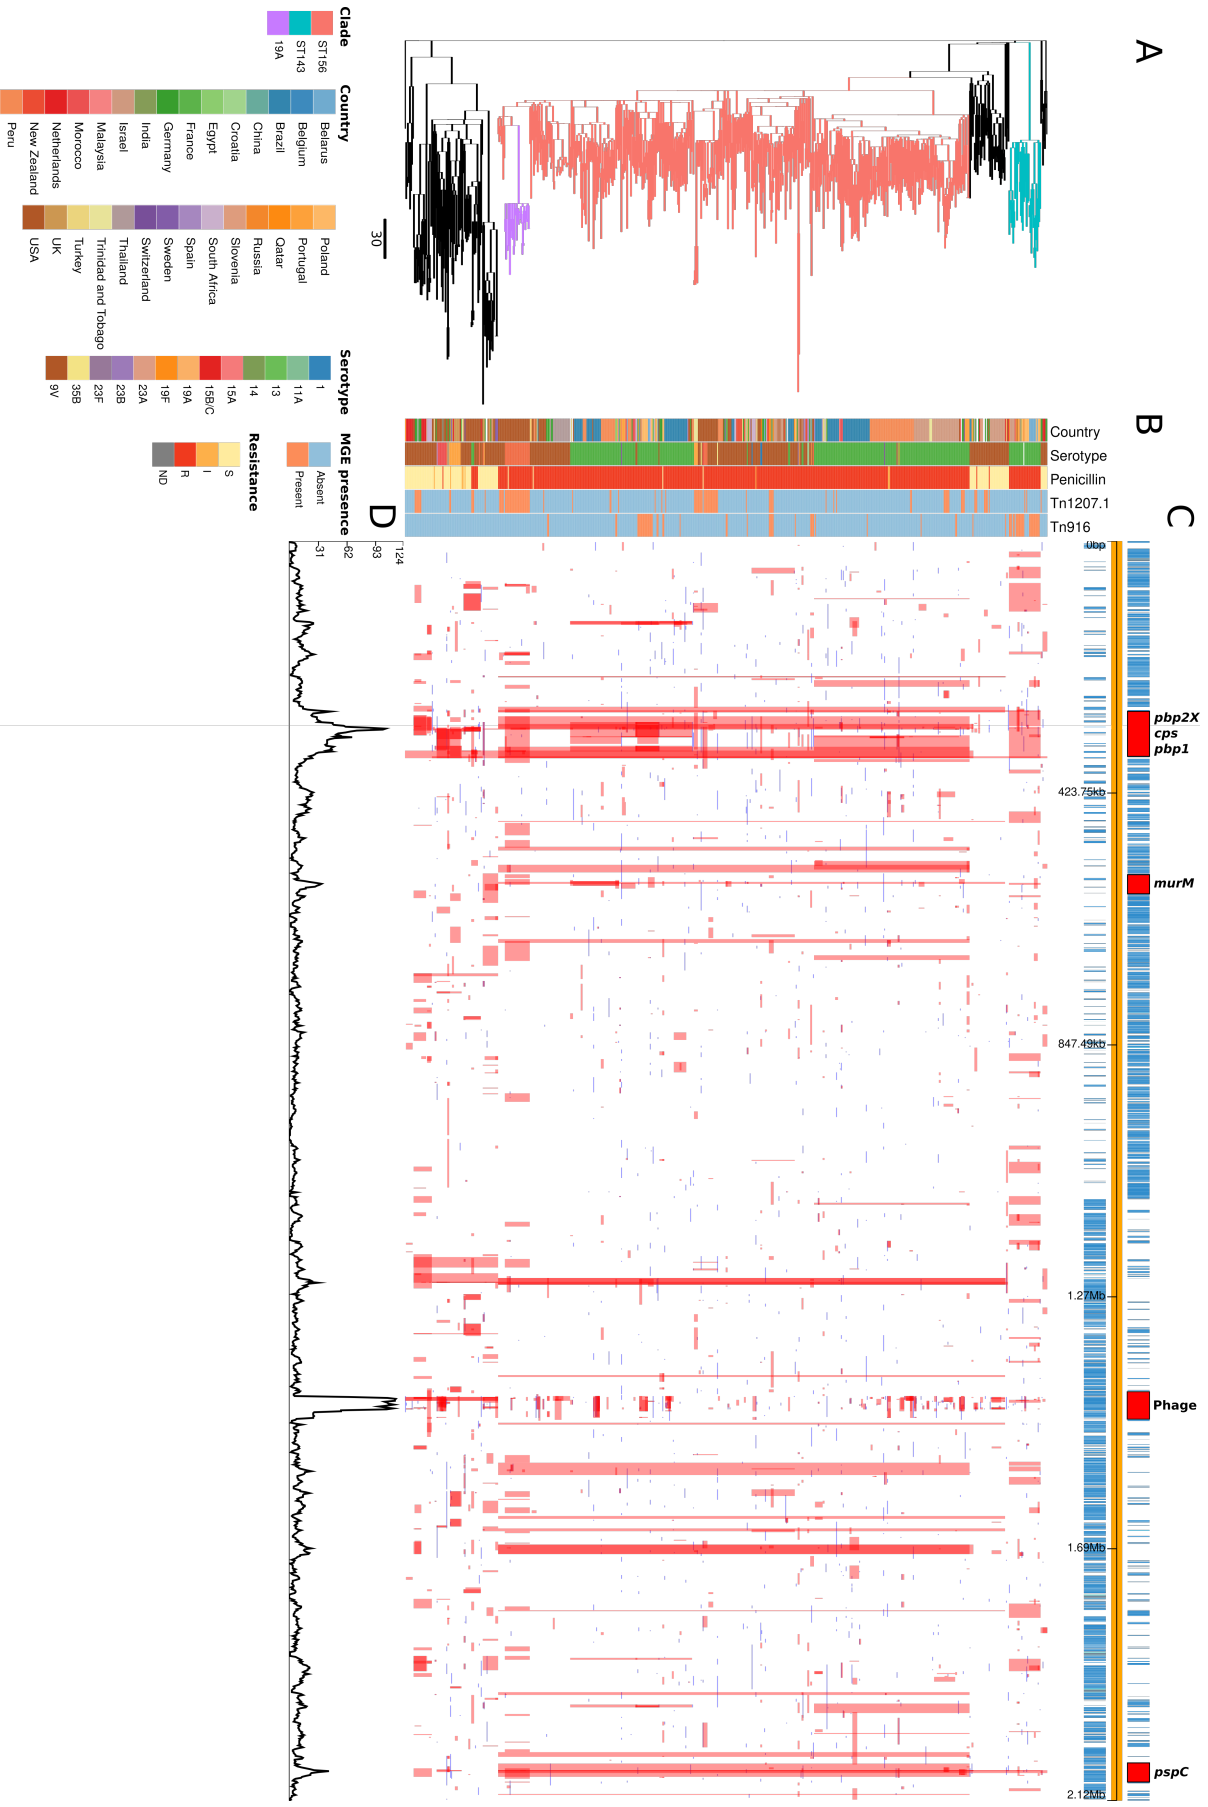 A
B
C
D
Clade
ST156
ST143
19A
Country
Belarus
Belgium
Brazil
China
Croatia
Egypt
France
Germany
India
Israel
Malaysia
Morocco
Netherlands
New Zealand
Peru
Poland
Portugal
Qatar
Russia
Slovenia
South Africa
Spain
Sweden
Switzerland
Thailand
Trinidad and Tobago
Turkey
UK
USA
Serotype
1
11A
13
14
15A
15B/C
19A
19F
23A
23B
23F
35B
9V
MGE presence
Absent
Present
Resistance
S
I
R
ND
30
Country
Serotype
Penicillin
Tn1207.1
Tn916
0bp
423.75kb
847.49kb
1.27Mb
1.69Mb
2.12Mb
pbp2X
cps
pbp1
murM
Phage
pspC
31
62
93
124